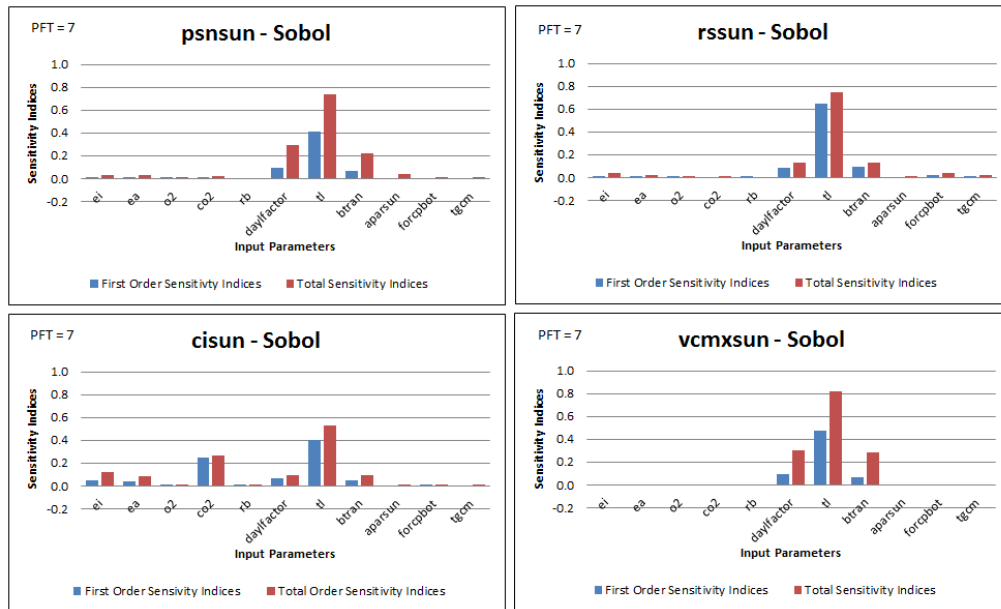 PFT = 7
psnsun - Sobol
1.0
0.8
0.6
0.4
0.2
0.0
-0.2
Sensitivity Indices
ei
ea
o2
co2
rb
daylfactor
tl
btran
aparsun
forcpbot
tgcm
Input Parameters
First Order Sensitivity Indices
Total Sensitivity Indices
PFT = 7
rssun - Sobol
1.0
0.8
0.6
0.4
0.2
0.0
-0.2
Sensitivity Indices
ei
ea
o2
co2
rb
daylfactor
tl
btran
aparsun
forcpbot
tgcm
Input Parameters
First Order Sensitivity Indices
Total Sensitivity Indices
PFT = 7
cisun - Sobol
1.0
0.8
0.6
0.4
0.2
0.0
-0.2
Sensitivity Indices
ei
ea
o2
co2
rb
daylfactor
tl
btran
aparsun
forcpbot
tgcm
Input Parameters
First Order Sensivity Indices
Total Order Sensitivity Indices
PFT = 7
vcmxsun - Sobol
1.0
0.8
0.6
0.4
0.2
0.0
-0.2
Sensitivity Indices
ei
ea
o2
co2
rb
daylfactor
tl
btran
aparsun
forcpbot
tgcm
Input Parameters
First Order Sensitivity Indices
Total Sensitivity Indices